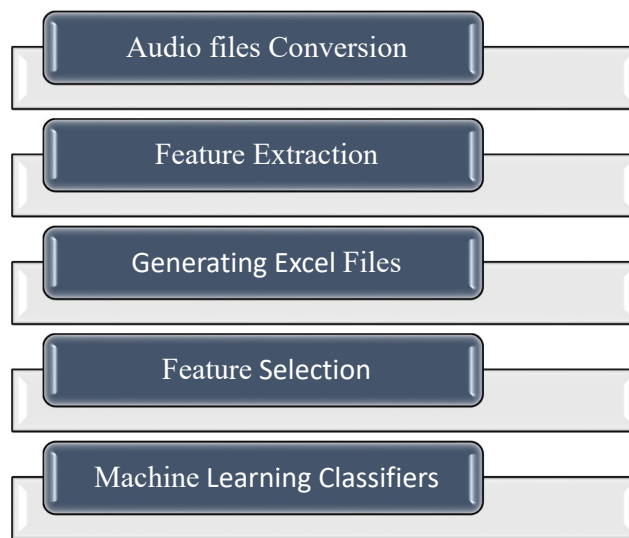 Audio files Conversion
Feature Extraction
Generating Excel Files
Feature Selection
Machine Learning Classifiers